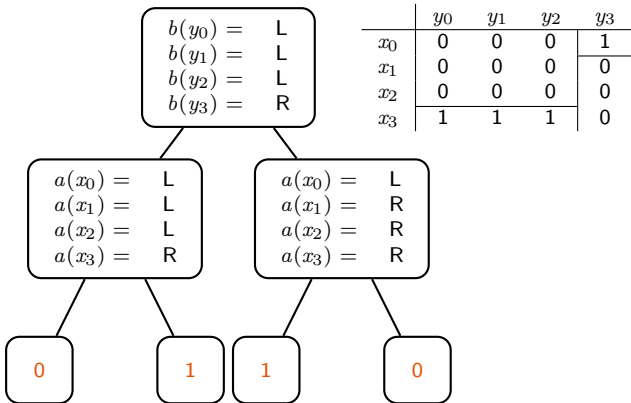 b(y₀) = L
b(y₁) = L
b(y₂) = L
b(y₃) = R
y₀ y₁ y₂ y₃
x₀ 0 0 0 1
x₁ 0 0 0 0
x₂ 0 0 0 0
x₃ 1 1 1 0
a(x₀) = L
a(x₁) = L
a(x₂) = L
a(x₃) = R
a(x₀) = L
a(x₁) = R
a(x₂) = R
a(x₃) = R
0 1 1 0